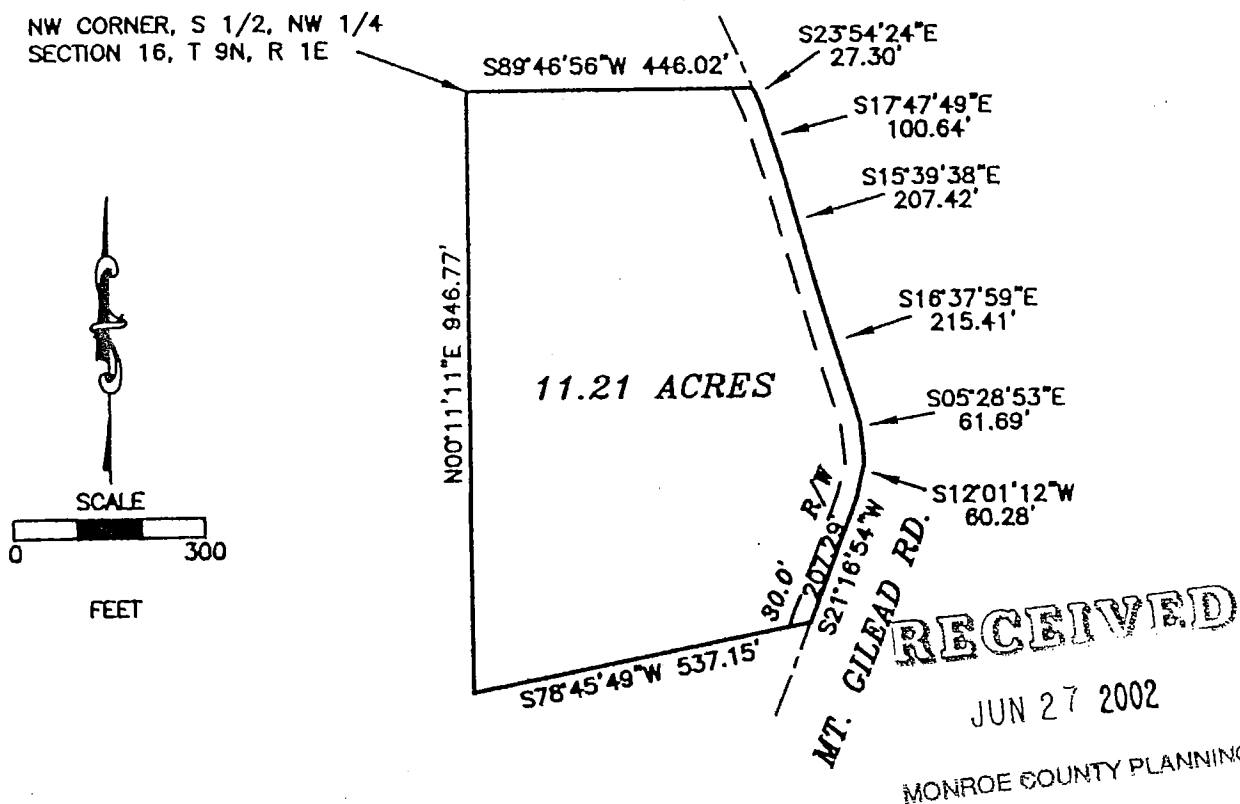 NW CORNER, S 1/2, NW 1/4
SECTION 16, T 9N, R 1E
S89°46'56"W 446.02'
S23°54'24"E
27.30'
S17°47'49"E
100.64'
S15°39'38"E
207.42'
S16°37'59"E
215.41'
N00°11'11"E 946.77'
11.21 ACRES
S05°28'53"E
61.69'
S12°01'12"W
60.28'
R/W
30.0'
207.29'
S21°16'54"W
MT. GILEAD RD.
S78°45'49"W 537.15'
SCALE
0 300
FEET
RECEIVED
JUN 27 2002
MONROE COUNTY PLANNING